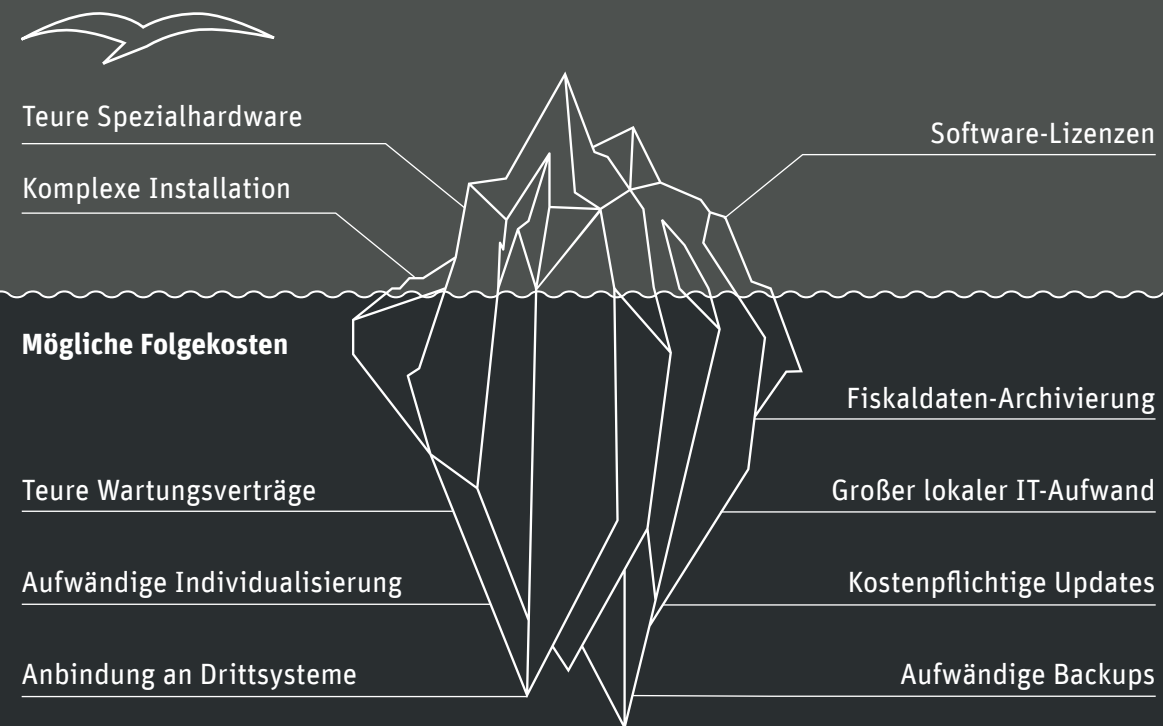 Teure Spezialhardware
Software-Lizenzen
Komplexe Installation
Mögliche Folgekosten
Fiskaldaten-Archivierung
Teure Wartungsverträge
Großer lokaler IT-Aufwand
Aufwändige Individualisierung
Kostenpflichtige Updates
Anbindung an Drittsysteme
Aufwändige Backups